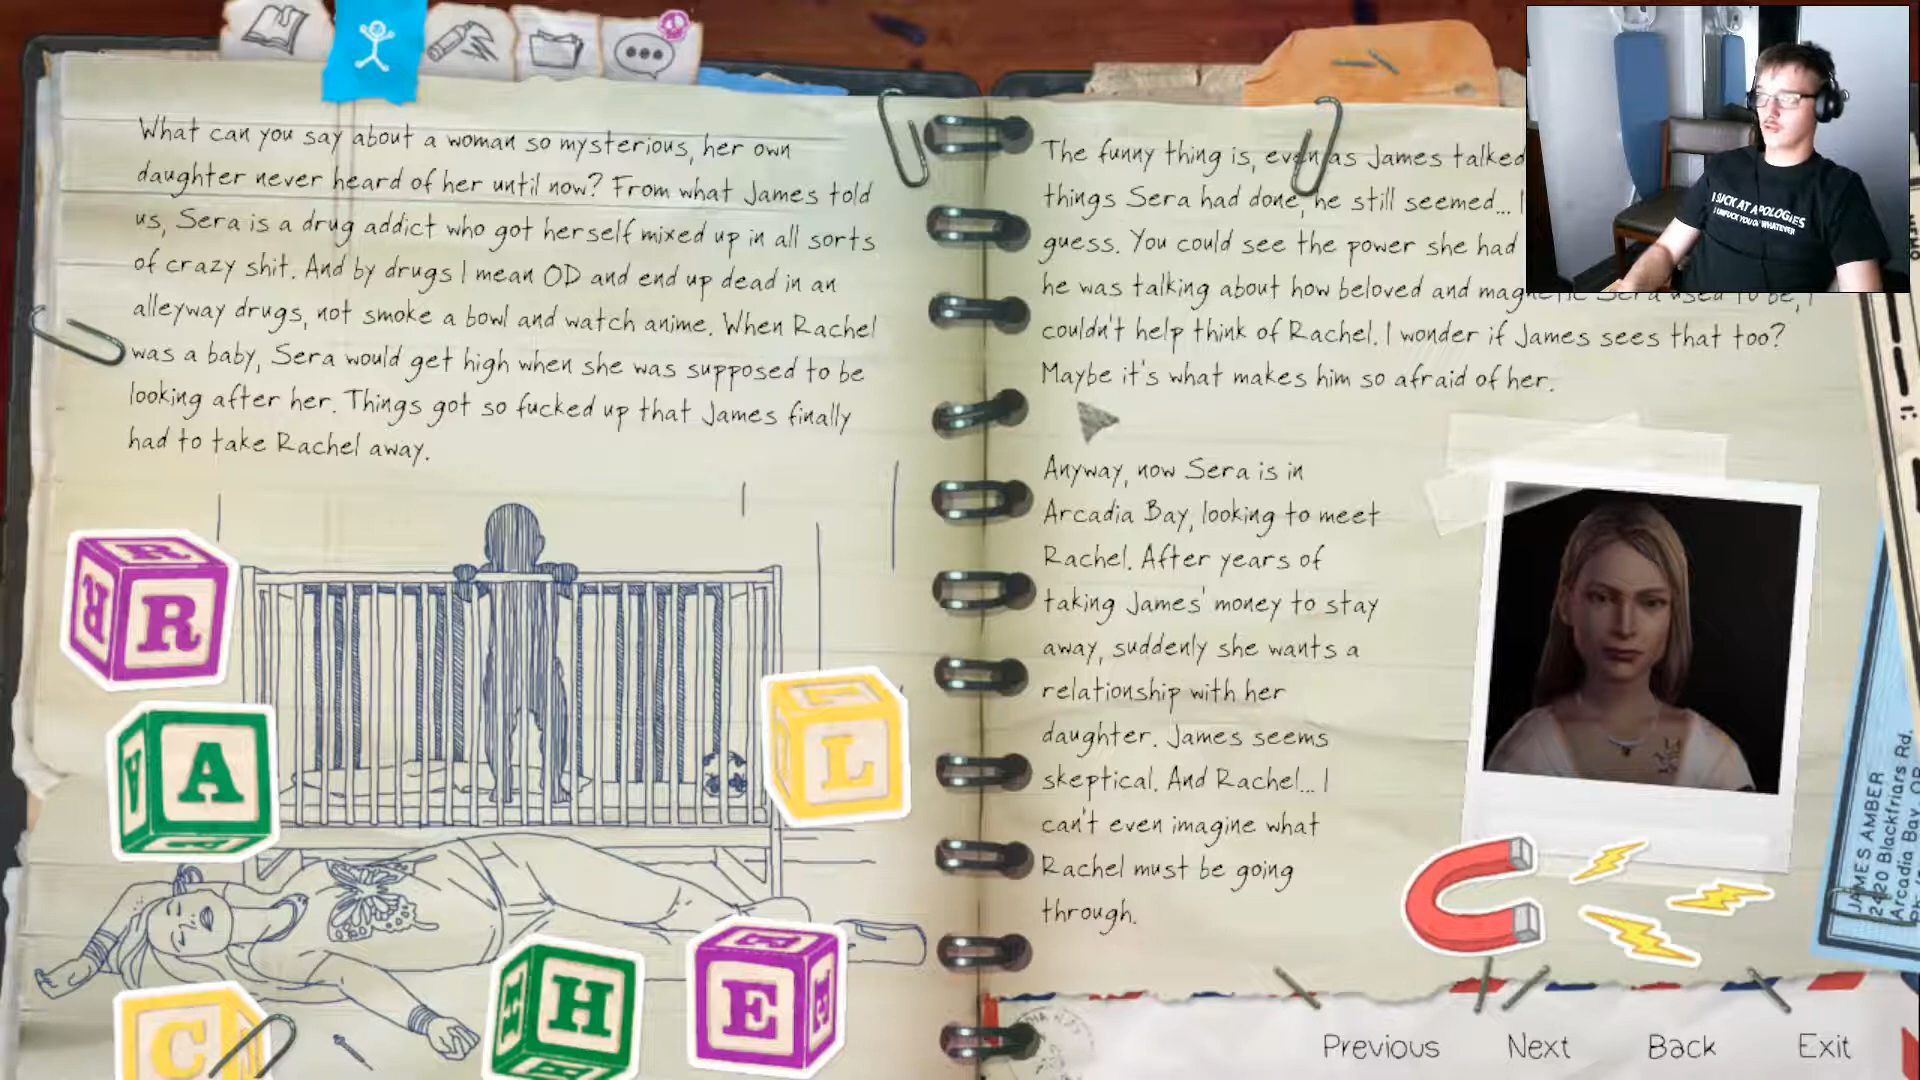 What can you say about a woman so mysterious, her own
daughter never heard of her until now? From what James told
us, Sera is a drug addict who got herself mixed up in all sorts
of crazy shit. And by drugs I mean OD and end up dead in an
alleyway drugs, not smoke a bowl and watch anime. When Rachel
was a baby, Sera would get high when she was supposed to be
looking after her. Things got so fucked up that James finally
had to take Rachel away.
R
A
L
C
H
E
The funny thing is, even as James talked
things Sera had done, he still seemed... I
guess. You could see the power she had
he was talking about how beloved and magnetic Sera used to be, I
couldn't help think of Rachel. I wonder if James sees that too?
Maybe it's what makes him so afraid of her.
Anyway, now Sera is in
Arcadia Bay, looking to meet
Rachel. After years of
taking James' money to stay
away, suddenly she wants a
relationship with her
daughter. James seems
skeptical. And Rachel... I
can't even imagine what
Rachel must be going
through.
I SUCK AT APOLOGIES
JAMES AMBER
Blackfriars Rd.
Arcadia Bay, OR
Previous
Next
Back
Exit